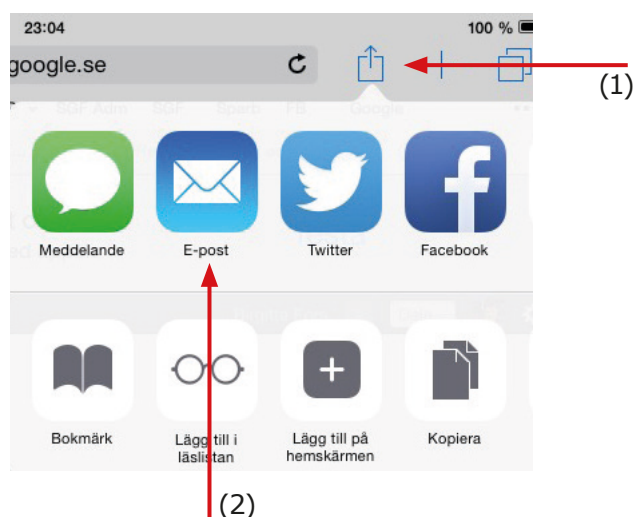 23:04
100 %
google.se
(1)
SGF Adm SGF Sparb FB Google
Meddelande
E-post
Twitter
Facebook
Bokmärk
Lägg till i
läslistan
Lägg till på
hemskärmen
Kopiera
(2)